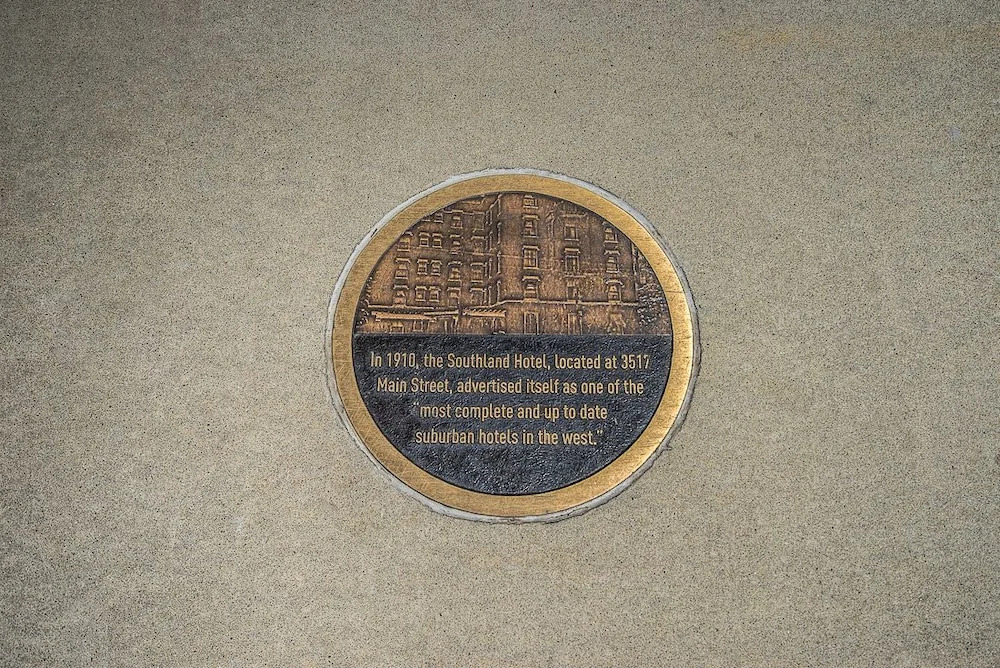 In 1910, the Southland Hotel, located at 3517
Main Street, advertised itself as one of the
“most complete and up to date
suburban hotels in the west.”